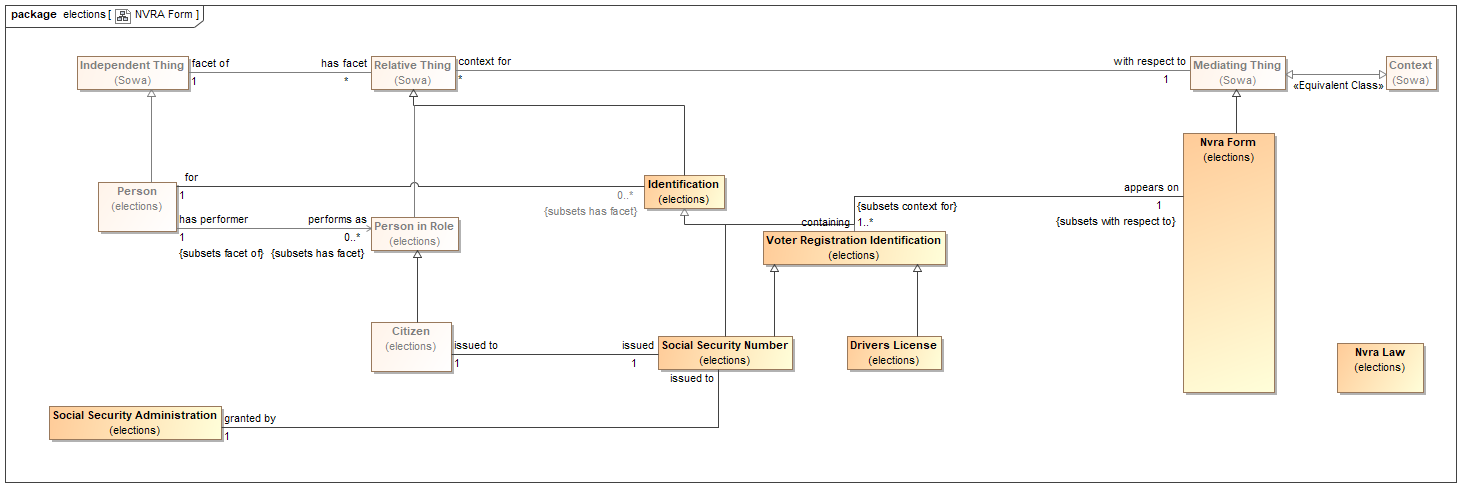 package elections [ NVRA Form ]
Independent Thing
(Sowa)
facet of
1
has facet
*
Relative Thing
(Sowa)
context for
*
with respect to
1
Mediating Thing
(Sowa)
«Equivalent Class»
Context
(Sowa)
Nvra Form
(elections)
Person
(elections)
for
1
0..*
{subsets has facet}
Identification
(elections)
has performer
1
{subsets facet of}
performs as
0..*
{subsets has facet}
Person in Role
(elections)
appears on
1
{subsets with respect to}
{subsets context for}
containing
1..*
Voter Registration Identification
(elections)
Citizen
(elections)
issued to
1
issued
1
Social Security Number
(elections)
issued to
Drivers License
(elections)
Nvra Law
(elections)
Social Security Administration
(elections)
granted by
1